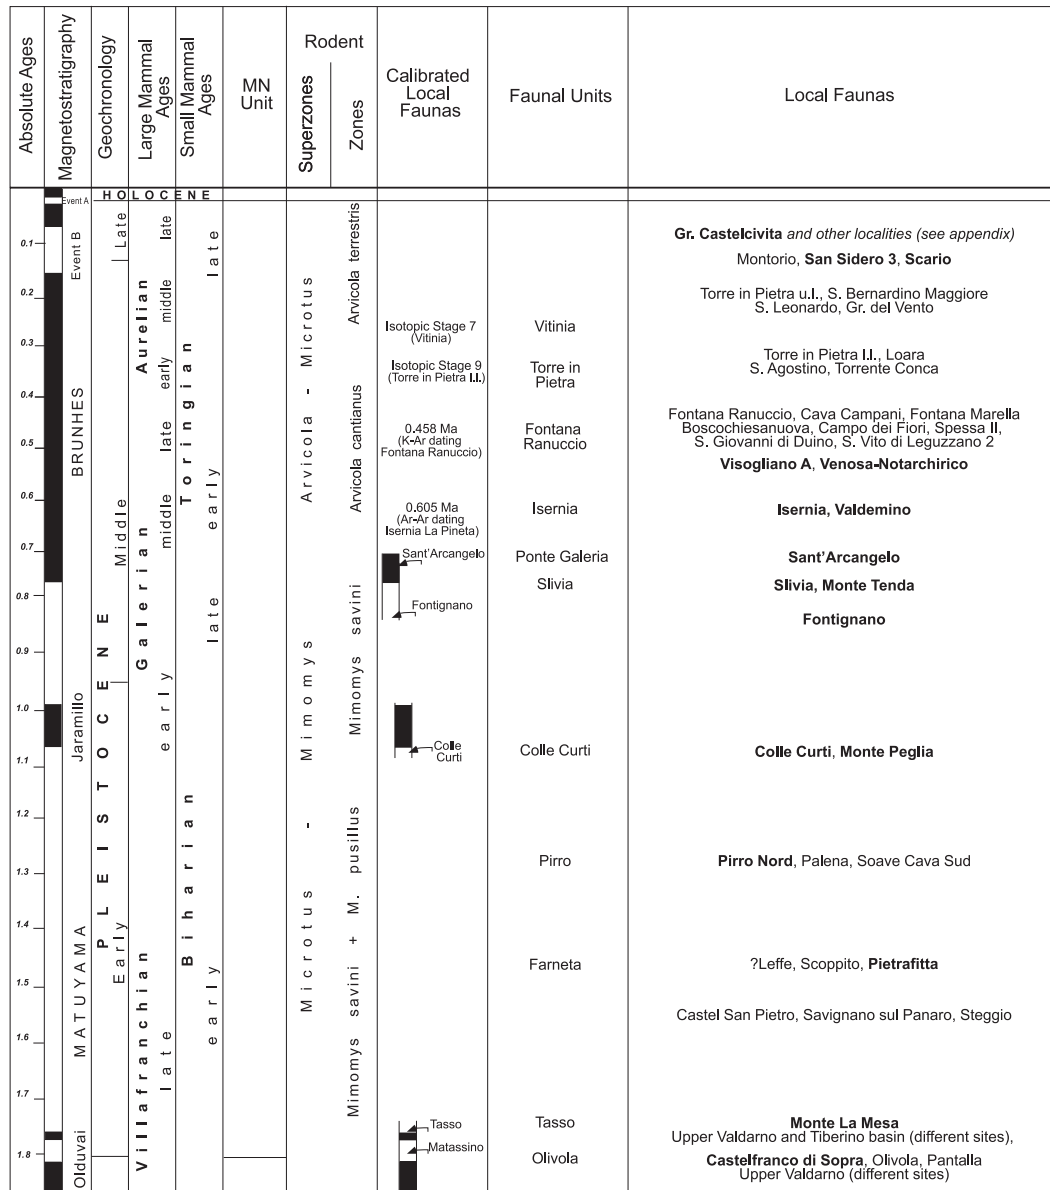 Absolute Ages
Magnetostratigraphy
Geochronology
Large Mammal
Ages
Small Mammal
Ages
MN
Unit
Rodent
Superzones
Zones
Calibrated
Local
Faunas
Faunal Units
Local Faunas
HOLOCENE
Event A
Event B
BRUNHES
Jaramillo
MATUYAMA
Olduvai
0.1
0.2
0.3
0.4
0.5
0.6
0.7
0.8
0.9
1.0
1.1
1.2
1.3
1.4
1.5
1.6
1.7
1.8
PLEISTOCENE
Late
Middle
Early
Aurelian
late
middle
early
Galerian
late
middle
early
Villafranchian
late
Toringian
late
early
Biharian
late
early
Arvicola - Microtus
Mimomys
Microtus -
Arvicola terrestris
Arvicola cantianus
Mimomys savini
Mimomys savini + M. pusillus
Isotopic Stage 7
(Vitinia)
Isotopic Stage 9
(Torre in Pietra l.l.)
0.458 Ma
(K-Ar dating
Fontana Ranuccio)
0.605 Ma
(Ar-Ar dating
Isernia La Pineta)
Sant'Arcangelo
Fontignano
Colle
Curti
Tasso
Matassino
Vitinia
Torre in
Pietra
Fontana
Ranuccio
Isernia
Ponte Galeria
Slivia
Colle Curti
Pirro
Farneta
Tasso
Olivola
Gr. Castelcivita and other localities (see appendix)
Montorio, San Sidero 3, Scario
Torre in Pietra u.l., S. Bernardino Maggiore
S. Leonardo, Gr. del Vento
Torre in Pietra l.l., Loara
S. Agostino, Torrente Conca
Fontana Ranuccio, Cava Campani, Fontana Marella
Boscochiesanuova, Campo dei Fiori, Spessa II,
S. Giovanni di Duino, S. Vito di Leguzzano 2
Visogliano A, Venosa-Notarchirico
Isernia, Valdemino
Sant'Arcangelo
Slivia, Monte Tenda
Fontignano
Colle Curti, Monte Peglia
Pirro Nord, Palena, Soave Cava Sud
?Leffe, Scoppito, Pietrafitta
Castel San Pietro, Savignano sul Panaro, Steggio
Monte La Mesa
Upper Valdarno and Tiberino basin (different sites),
Castelfranco di Sopra, Olivola, Pantalla
Upper Valdarno (different sites)